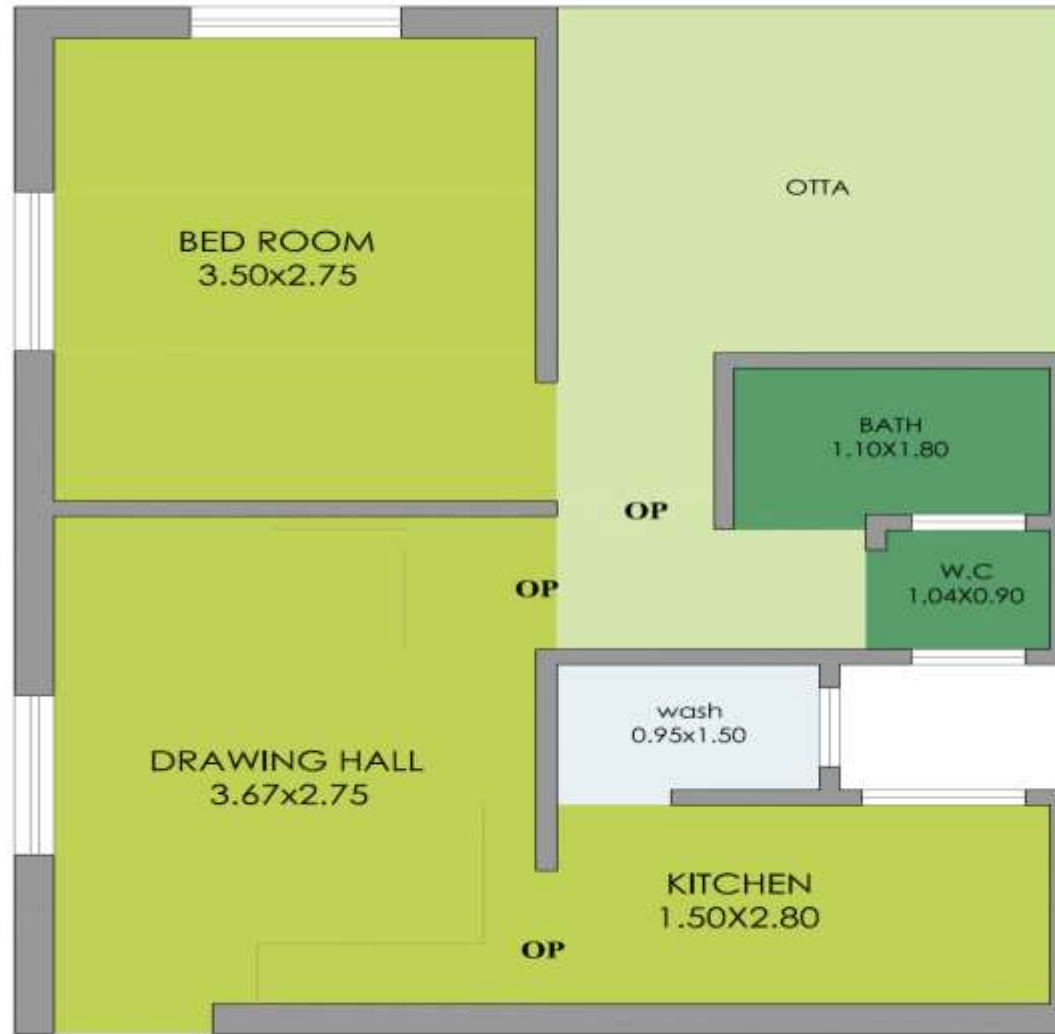 OTTA
BED ROOM
3.50x2.75
BATH
1.10X1.80
OP
W.C
1.04X0.90
OP
wash
0.95x1.50
DRAWING HALL
3.67x2.75
KITCHEN
1.50X2.80
OP